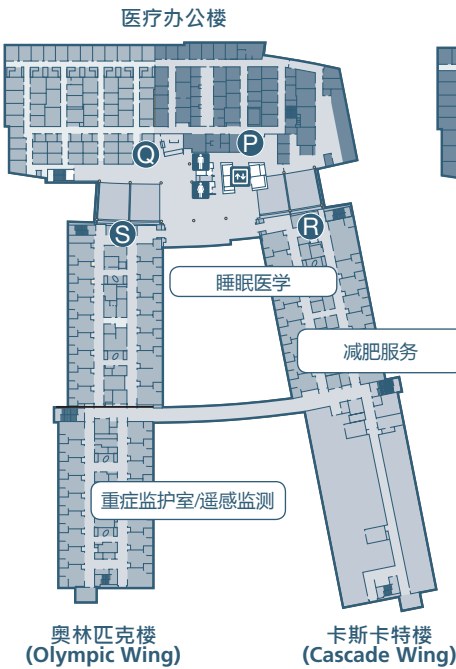 医疗办公楼
P
Q
S
R
睡眠医学
减肥服务
重症监护室/遥感监测
奥林匹克楼
(Olympic Wing)
卡斯卡特楼
(Cascade Wing)